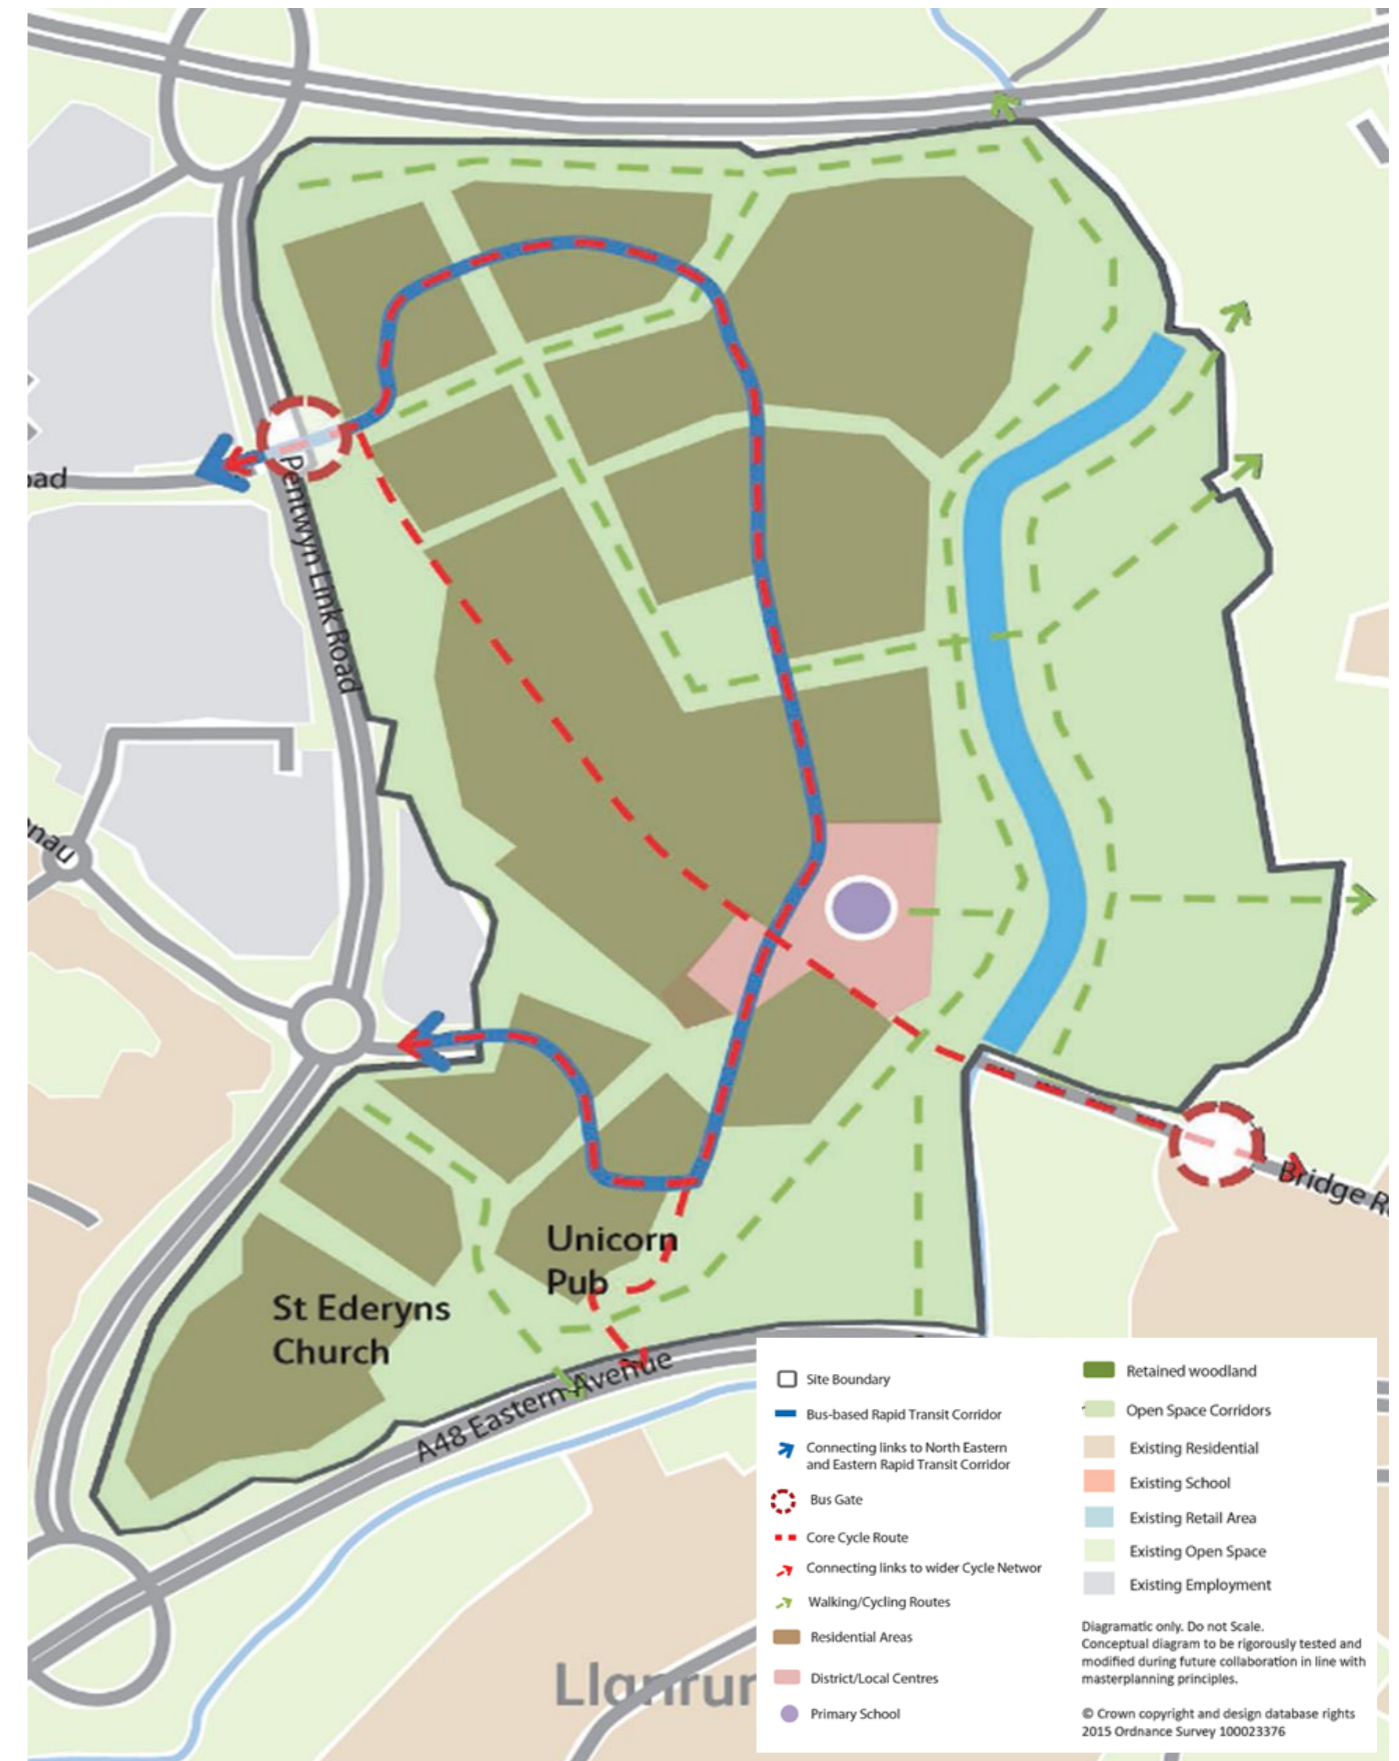 oad
Pentwyn Link Road
nau
Bridge R
Unicorn
Pub
St Ederyns
Church
A48 Eastern Avenue
Llanrum
Site Boundary
Bus-based Rapid Transit Corridor
Connecting links to North Eastern
and Eastern Rapid Transit Corridor
Bus Gate
Core Cycle Route
Connecting links to wider Cycle Networ
Walking/Cycling Routes
Residential Areas
District/Local Centres
Primary School
Retained woodland
Open Space Corridors
Existing Residential
Existing School
Existing Retail Area
Existing Open Space
Existing Employment
Diagramatic only. Do not Scale.
Conceptual diagram to be rigorously tested and
modified during future collaboration in line with
masterplanning principles.
© Crown copyright and design database rights
2015 Ordnance Survey 100023376